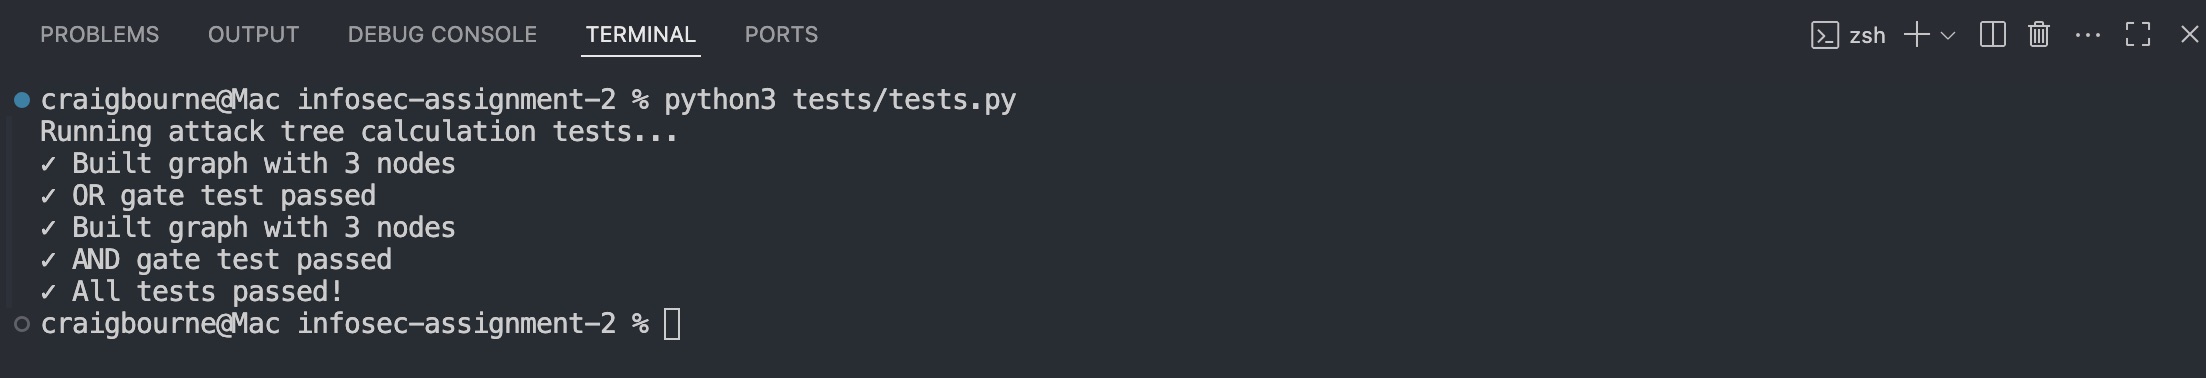 PROBLEMS OUTPUT DEBUG CONSOLE TERMINAL PORTS zsh
craigbourne@Mac infosec-assignment-2 % python3 tests/tests.py
Running attack tree calculation tests...
✓ Built graph with 3 nodes
✓ OR gate test passed
✓ Built graph with 3 nodes
✓ AND gate test passed
✓ All tests passed!
craigbourne@Mac infosec-assignment-2 %